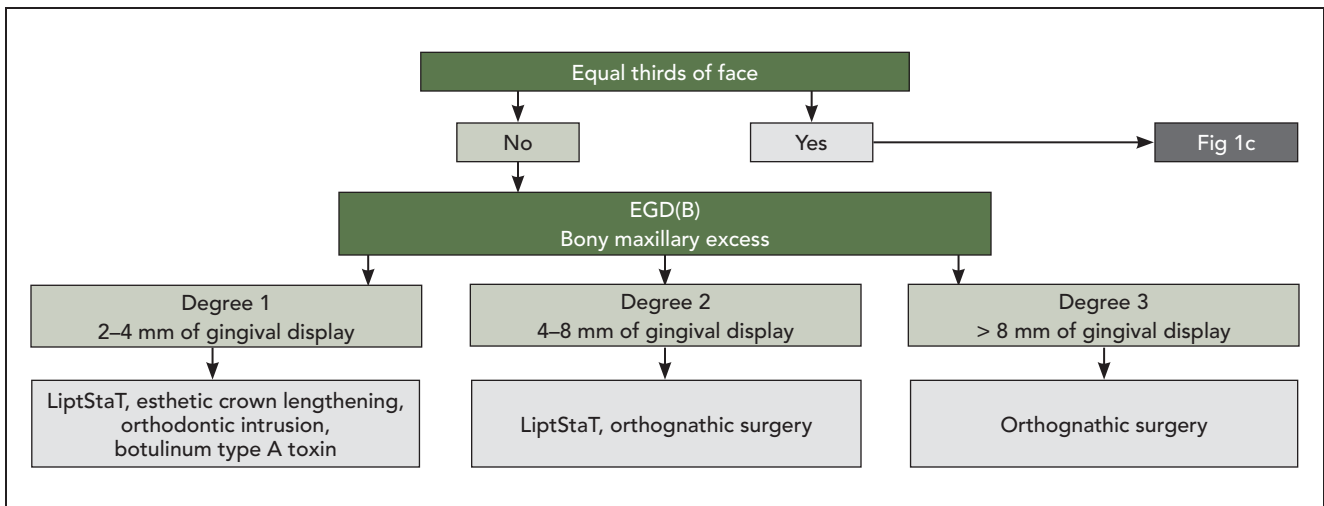 Equal thirds of face
No
Yes
Fig 1c
EGD(B)
Bony maxillary excess
Degree 1
2–4 mm of gingival display
Degree 2
4–8 mm of gingival display
Degree 3
> 8 mm of gingival display
LiptStaT, esthetic crown lengthening,
orthodontic intrusion,
botulinum type A toxin
LiptStaT, orthognathic surgery
Orthognathic surgery